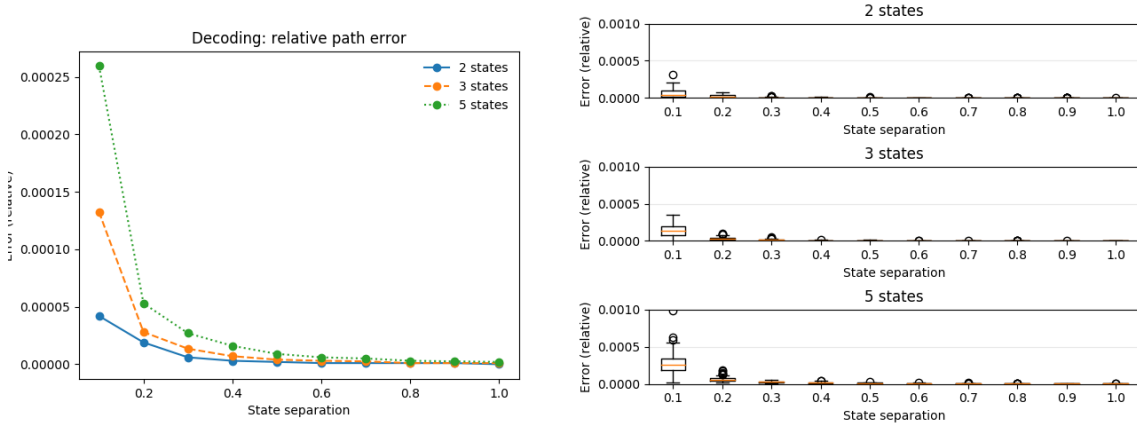 Decoding: relative path error
2 states
3 states
5 states
0.00025
0.00020
0.00015
0.00010
0.00005
0.00000
Error (relative)
0.2 0.4 0.6 0.8 1.0
State separation
2 states
0.0010
0.0005
0.0000
Error (relative)
0.1 0.2 0.3 0.4 0.5 0.6 0.7 0.8 0.9 1.0
State separation
3 states
0.0010
0.0005
0.0000
Error (relative)
0.1 0.2 0.3 0.4 0.5 0.6 0.7 0.8 0.9 1.0
State separation
5 states
0.0010
0.0005
0.0000
Error (relative)
0.1 0.2 0.3 0.4 0.5 0.6 0.7 0.8 0.9 1.0
State separation